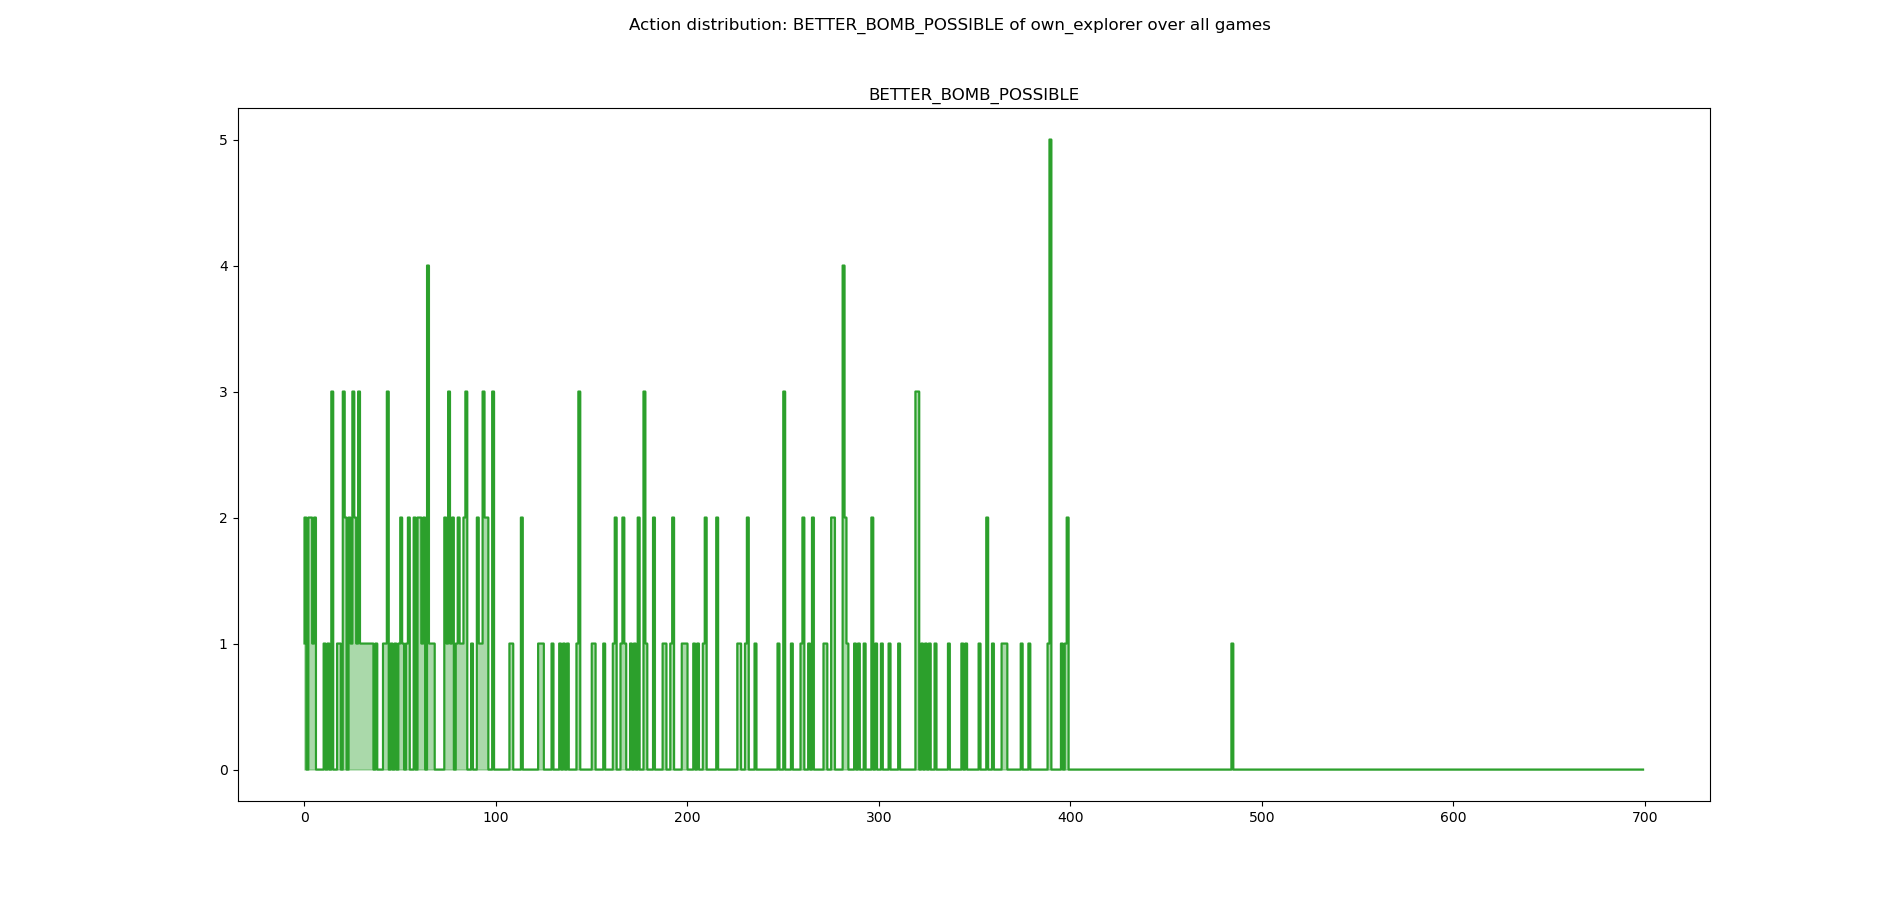 Action distribution: BETTER_BOMB_POSSIBLE of own_explorer over all games
BETTER_BOMB_POSSIBLE
5
4
3
2
1
0
0 100 200 300 400 500 600 700